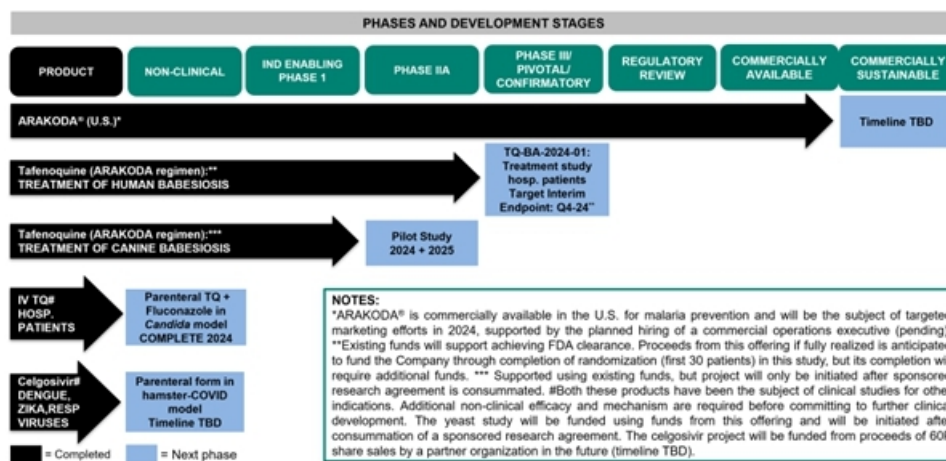 PHASES AND DEVELOPMENT STAGES
PRODUCT
NON-CLINICAL
IND ENABLING
PHASE 1
PHASE IIA
PHASE III/
PIVOTAL/
CONFIRMATORY
REGULATORY
REVIEW
COMMERCIALLY
AVAILABLE
COMMERCIALLY
SUSTAINABLE
ARAKODA® (U.S.)*
Timeline TBD
Tafenoquine (ARAKODA regimen):**
TREATMENT OF HUMAN BABESIOSIS
TQ-BA-2024-01:
Treatment study
hosp. patients
Target Interim
Endpoint: Q4-24**
Tafenoquine (ARAKODA regimen):***
TREATMENT OF CANINE BABESIOSIS
Pilot Study
2024 + 2025
IV TQ#
HOSP.
PATIENTS
Parenteral TQ +
Fluconazole in
Candida model
COMPLETE 2024
Celgosivir#
DENGUE,
ZIKA,RESP
VIRUSES
Parenteral form in
hamster-COVID
model
Timeline TBD
= Completed
= Next phase
NOTES:
*ARAKODA® is commercially available in the U.S. for malaria prevention and will be the subject of targete
marketing efforts in 2024, supported by the planned hiring of a commercial operations executive (pending)
**Existing funds will support achieving FDA clearance. Proceeds from this offering if fully realized is anticipate
to fund the Company through completion of randomization (first 30 patients) in this study, but its completion wi
require additional funds. *** Supported using existing funds, but project will only be initiated after sponsore
research agreement is consummated. #Both these products have been the subject of clinical studies for othe
indications. Additional non-clinical efficacy and mechanism are required before committing to further clinica
development. The yeast study will be funded using funds from this offering and will be initiated afte
consummation of a sponsored research agreement. The celgosivir project will be funded from proceeds of 60
share sales by a partner organization in the future (timeline TBD).